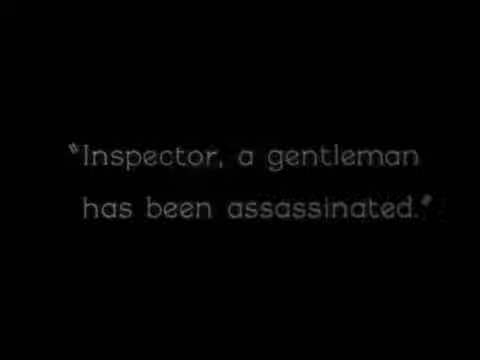 "Inspector, a gentleman
has been assassinated."